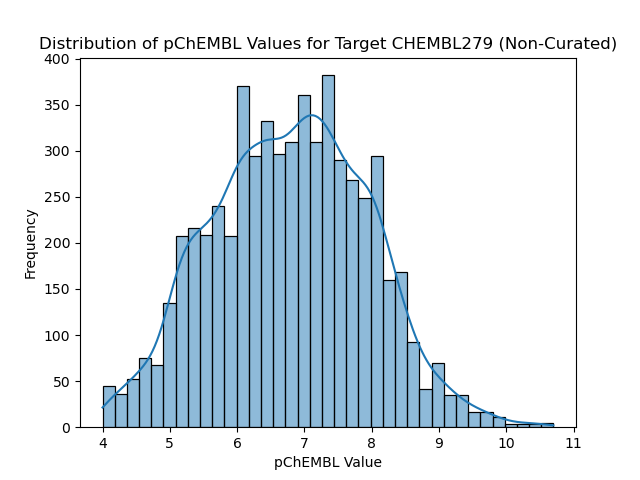 Distribution of pChEMBL Values for Target CHEMBL279 (Non-Curated)
400
350
300
250
200
150
100
50
0
Frequency
4 5 6 7 8 9 10 11
pChEMBL Value